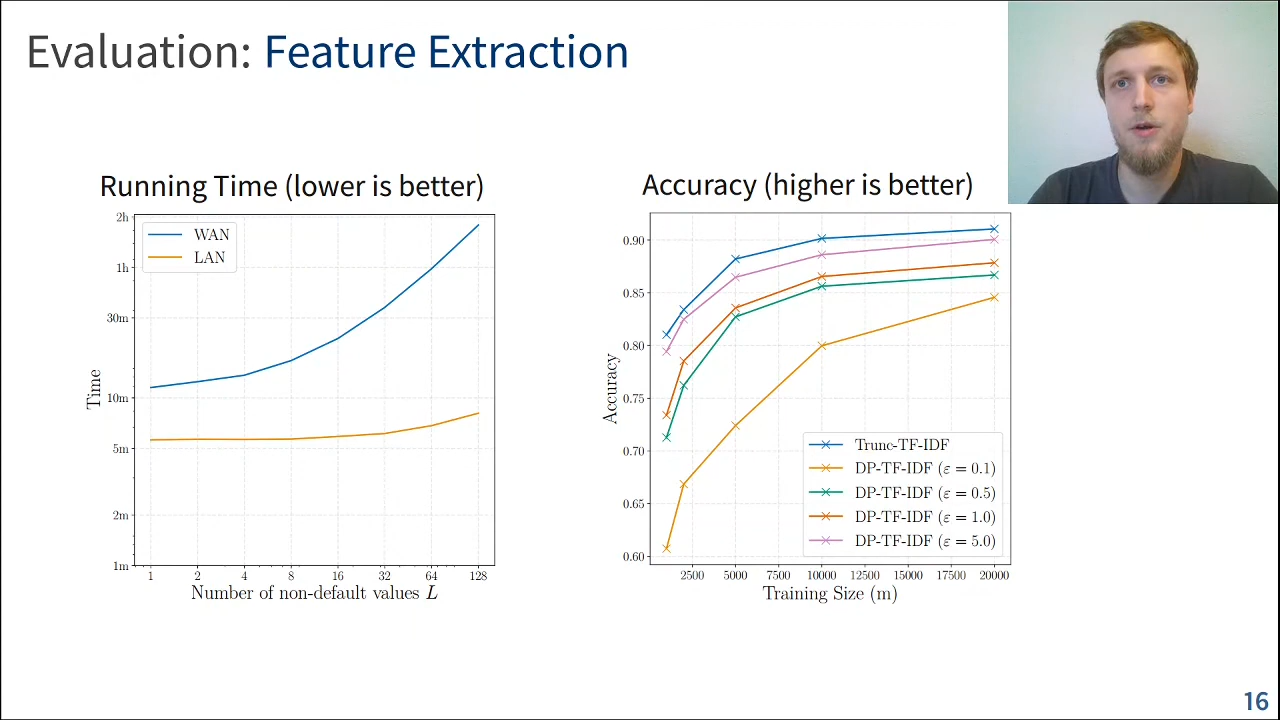 Evaluation: Feature Extraction
Running Time (lower is better)
2h
1h
30m
10m
5m
2m
1m
Time
WAN
LAN
1 2 4 8 16 32 64 128
Number of non-default values L
Accuracy (higher is better)
0.90
0.85
0.80
0.75
0.70
0.65
0.60
Accuracy
Trunc-TF-IDF
DP-TF-IDF (ε = 0.1)
DP-TF-IDF (ε = 0.5)
DP-TF-IDF (ε = 1.0)
DP-TF-IDF (ε = 5.0)
2500 5000 7500 10000 12500 15000 17500 20000
Training Size (m)
16